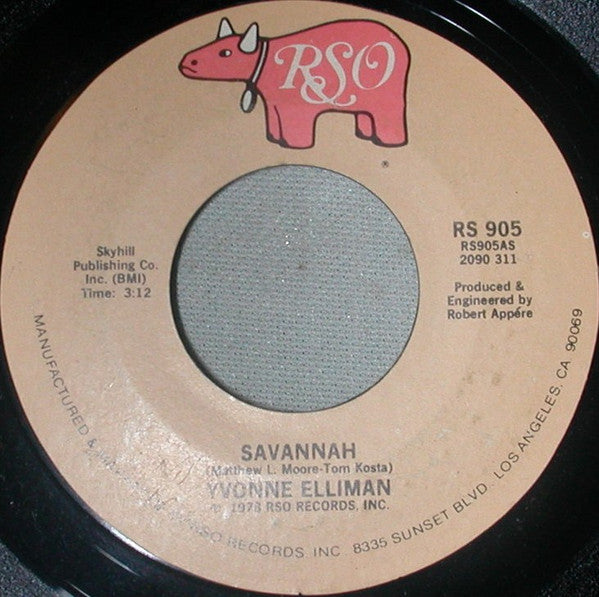 RSO
®
RS 905
RS905AS
2090 311
Skyhill
Publishing Co.
Inc. (BMI)
Time: 3:12
Produced &
Engineered by
Robert Appére
SAVANNAH
(Matthew L. Moore-Tom Kosta)
YVONNE ELLIMAN
℗ 1978 RSO RECORDS, INC.
MANUFACTURED & RSO RECORDS, INC. 8335 SUNSET BLVD., LOS ANGELES, CA. 90069